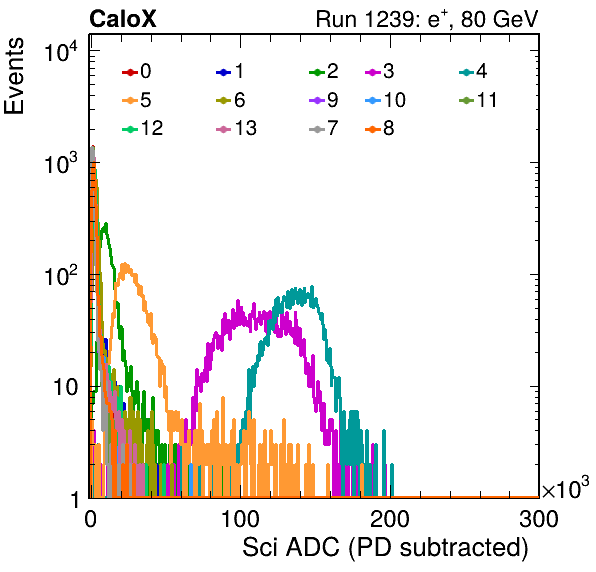 CaloX Run 1239: e⁺, 80 GeV
Events
10⁴
0 1 2 3 4
5 6 9 10 11
12 13 7 8
10³
10²
10
1
0 100 200 300 ×10³
Sci ADC (PD subtracted)